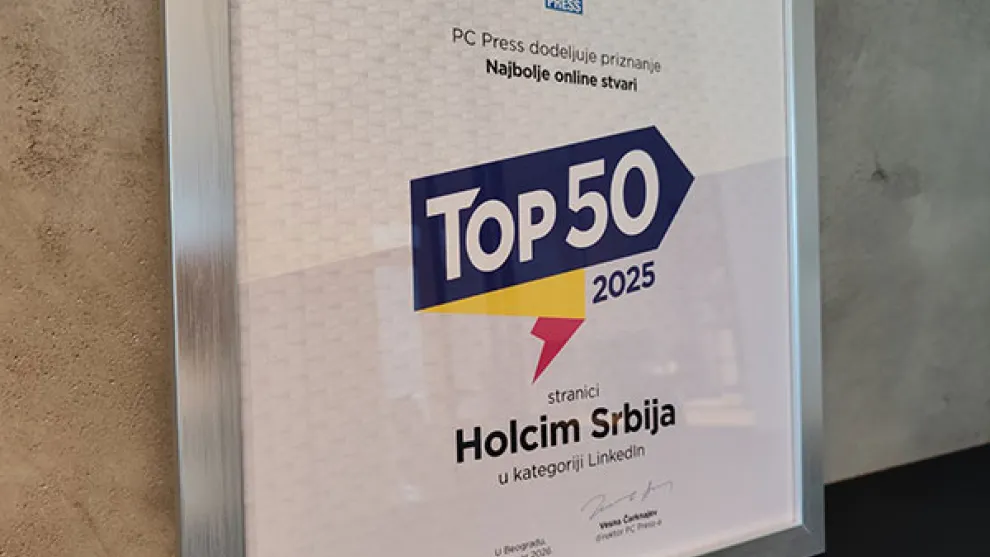 PRESS
PC Press dodeljuje priznanje
Najbolje online stvari
TOP 50
2025
stranici
Holcim Srbija
u kategoriji LinkedIn
Vesna Čarknajev
direktor PC Press-a
U Beogradu,
2026.